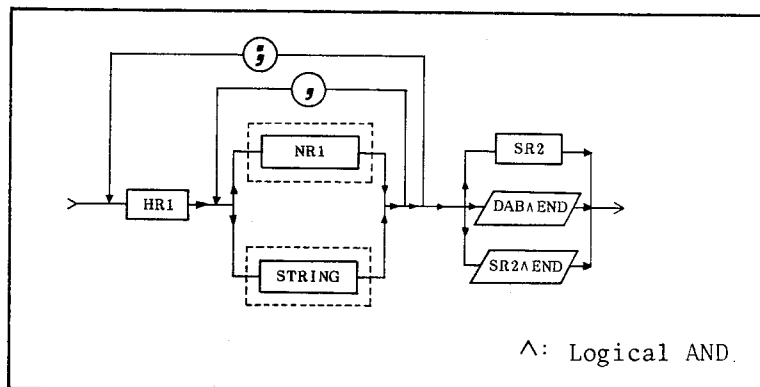 ;
,
NR1
SR2
HR1
DAB∧END
STRING
SR2∧END
∧: Logical AND.